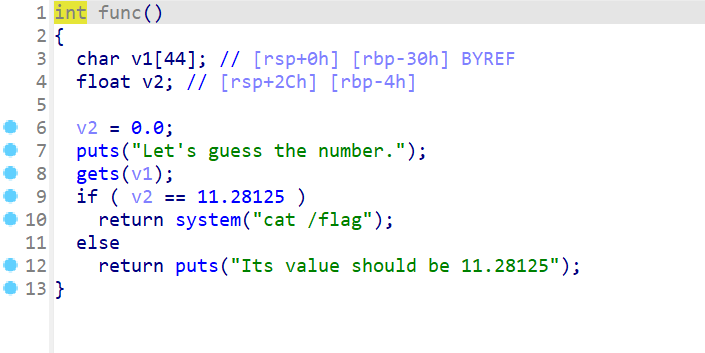 1 int func()
2 {
3   char v1[44]; // [rsp+0h] [rbp-30h] BYREF
4   float v2; // [rsp+2Ch] [rbp-4h]
5
6   v2 = 0.0;
7   puts("Let's guess the number.");
8   gets(v1);
9   if ( v2 == 11.28125 )
10     return system("cat /flag");
11   else
12     return puts("Its value should be 11.28125");
13 }